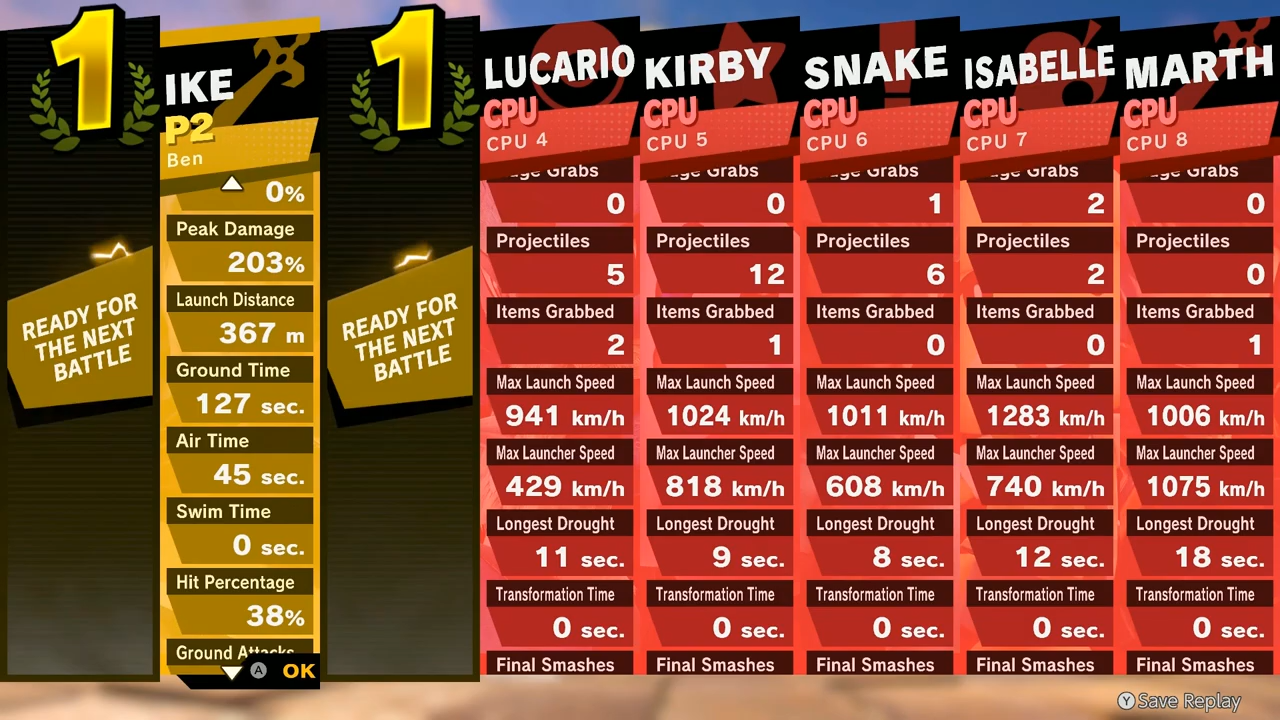 1
READY FOR
THE NEXT
BATTLE
IKE
P2
Ben
0%
Peak Damage
203%
Launch Distance
367 m
Ground Time
127 sec.
Air Time
45 sec.
Swim Time
0 sec.
Hit Percentage
38%
Ground Attacks
A OK
1
READY FOR
THE NEXT
BATTLE
LUCARIO
CPU
CPU 4
Grabs
0
Projectiles
5
Items Grabbed
2
Max Launch Speed
941 km/h
Max Launcher Speed
429 km/h
Longest Drought
11 sec.
Transformation Time
0 sec.
Final Smashes
KIRBY
CPU
CPU 5
Grabs
0
Projectiles
12
Items Grabbed
1
Max Launch Speed
1024 km/h
Max Launcher Speed
818 km/h
Longest Drought
9 sec.
Transformation Time
0 sec.
Final Smashes
SNAKE
CPU
CPU 6
Grabs
1
Projectiles
6
Items Grabbed
0
Max Launch Speed
1011 km/h
Max Launcher Speed
608 km/h
Longest Drought
8 sec.
Transformation Time
0 sec.
Final Smashes
ISABELLE
CPU
CPU 7
Grabs
2
Projectiles
2
Items Grabbed
0
Max Launch Speed
1283 km/h
Max Launcher Speed
740 km/h
Longest Drought
12 sec.
Transformation Time
0 sec.
Final Smashes
MARTH
CPU
CPU 8
Grabs
0
Projectiles
0
Items Grabbed
1
Max Launch Speed
1006 km/h
Max Launcher Speed
1075 km/h
Longest Drought
18 sec.
Transformation Time
0 sec.
Final Smashes
Y Save Replay